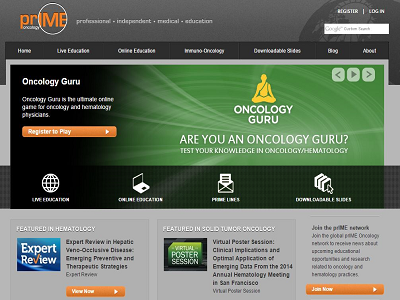 prIME
oncology
professional • independent • medical • education
REGISTER | LOG IN
Google Custom Search
Home
Live Education
Online Education
Immuno-Oncology
Downloadable Slides
Blog
About
Oncology Guru
Oncology Guru is the ultimate online
game for oncology and hematology
physicians.
Register to Play
ONCOLOGY
GURU
ARE YOU AN ONCOLOGY GURU?
TEST YOUR KNOWLEDGE IN ONCOLOGY/HEMATOLOGY
LIVE EDUCATION
ONLINE EDUCATION
PRIME LINES
DOWNLOADABLE SLIDES
FEATURED IN HEMATOLOGY
Expert
Review
Expert Review in Hepatic
Veno-Occlusive Disease:
Emerging Preventive and
Therapeutic Strategies
Expert Review
View Now
FEATURED IN SOLID TUMOR ONCOLOGY
VIRTUAL
POSTER
SESSION
Virtual Poster Session:
Clinical Implications and
Optimal Application of
Emerging Data From the 2014
Annual Hematology Meeting
in San Francisco
Virtual Poster Session
Join the prIME network
Join the global prIME Oncology
network to receive news about
upcoming educational
opportunities and research
related to oncology and
hematology practices.
Join Now